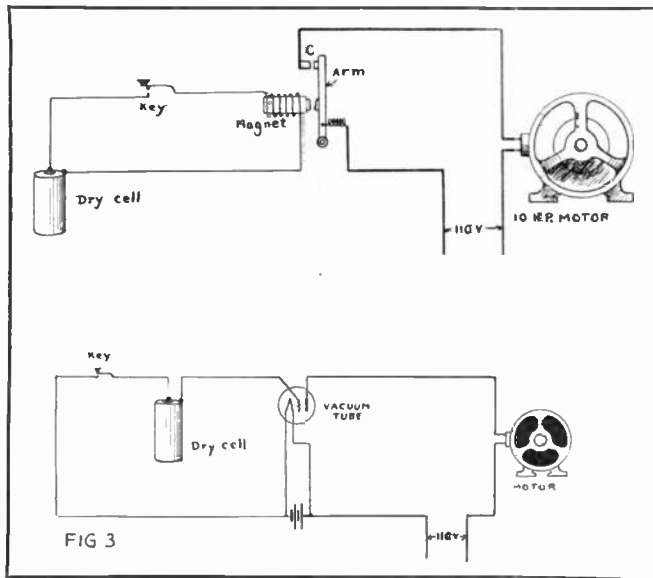 C
Arm
Key
Magnet
Dry cell
110V
10 H.P. MOTOR
Key
Dry cell
VACUUM
TUBE
MOTOR
110V
FIG 3